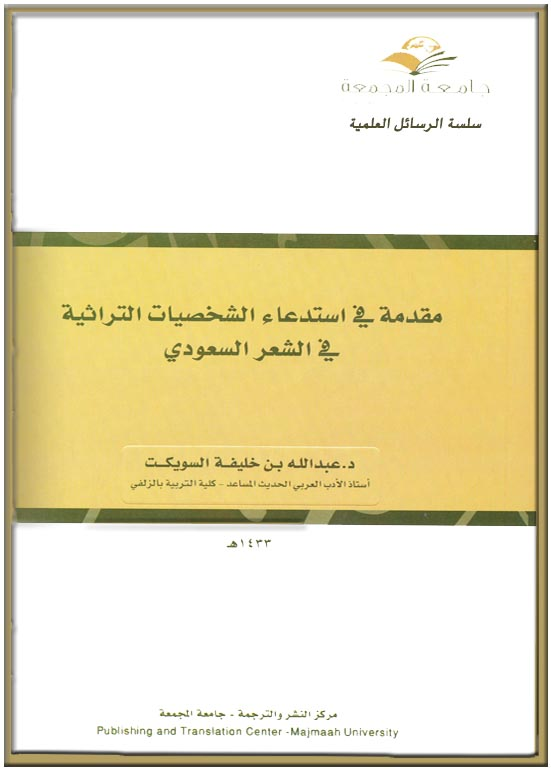 جامعة المجمعة
سلسة الرسائل العلمية
مقدمة في استدعاء الشخصيات التراثية
في الشعر السعودي
د. عبدالله بن خليفة السويكت
أستاذ الأدب العربي الحديث المساعد - كلية التربية بالزلفي
١٤٣٣هـ
مركز النشر والترجمة - جامعة المجمعة
Publishing and Translation Center -Majmaah University